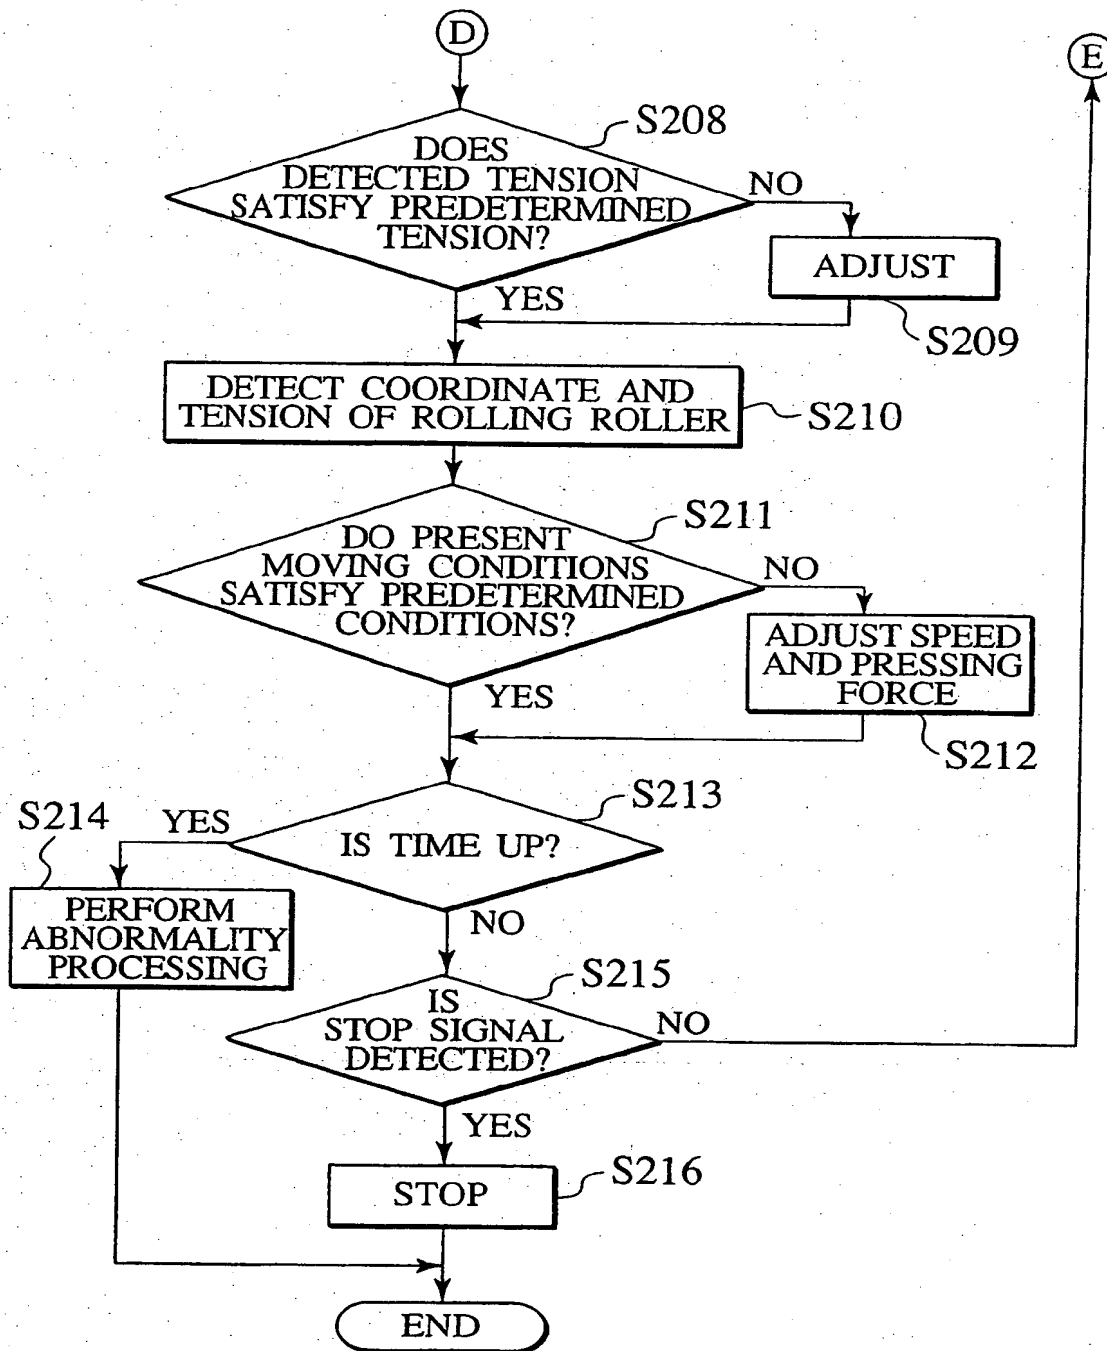 D
E
S208
DOES
DETECTED TENSION
SATISFY PREDETERMINED
TENSION?
NO
ADJUST
YES
S209
DETECT COORDINATE AND
TENSION OF ROLLING ROLLER
S210
S211
DO PRESENT
MOVING CONDITIONS
SATISFY PREDETERMINED
CONDITIONS?
NO
ADJUST SPEED
AND PRESSING
FORCE
YES
S212
S213
S214
YES
IS TIME UP?
PERFORM
ABNORMALITY
PROCESSING
NO
S215
IS
STOP SIGNAL
DETECTED?
NO
YES
S216
STOP
END